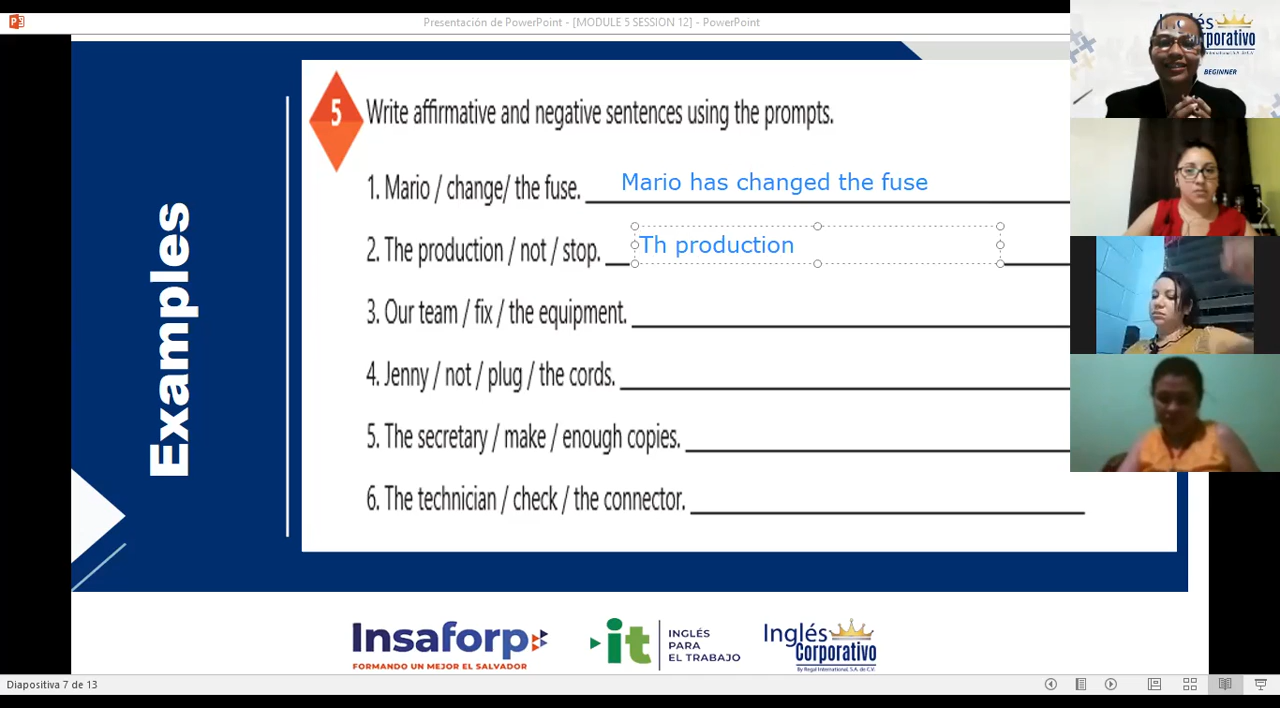 Presentación de PowerPoint - [MODULE 5 SESSION 12] - PowerPoint
Inglés
Corporativo
BEGINNER
Examples
5
Write affirmative and negative sentences using the prompts.
1. Mario / change/ the fuse. Mario has changed the fuse
2. The production / not / stop. Th production
3. Our team / fix / the equipment.
4. Jenny / not / plug / the cords.
5. The secretary / make / enough copies.
6. The technician / check / the connector.
Insaforp
FORMANDO UN MEJOR EL SALVADOR
it
INGLÉS
PARA
EL TRABAJO
Inglés
Corporativo
By Regal International, S.A. de C.V.
Diapositiva 7 de 13